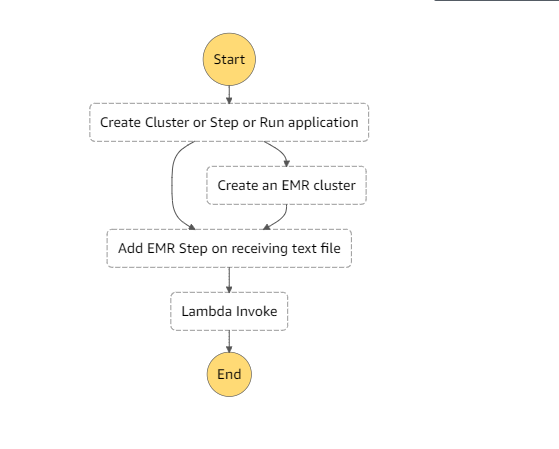 Start
Create Cluster or Step or Run application
Create an EMR cluster
Add EMR Step on receiving text file
Lambda Invoke
End